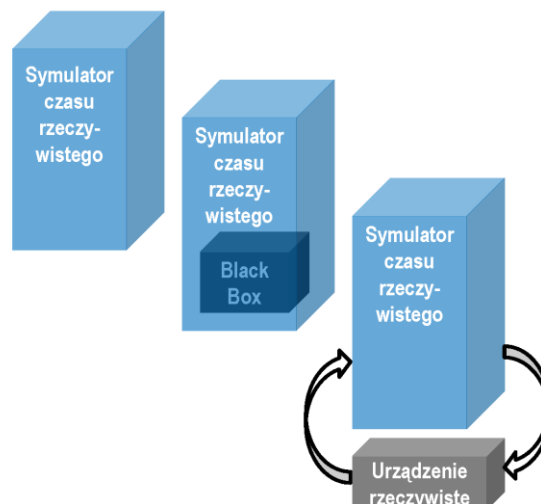 Symulator
czasu
rzeczy-
wistego
Symulator
czasu
rzeczy-
wistego
Black
Box
Symulator
czasu
rzeczy-
wistego
Urządzenie
rzeczywiste